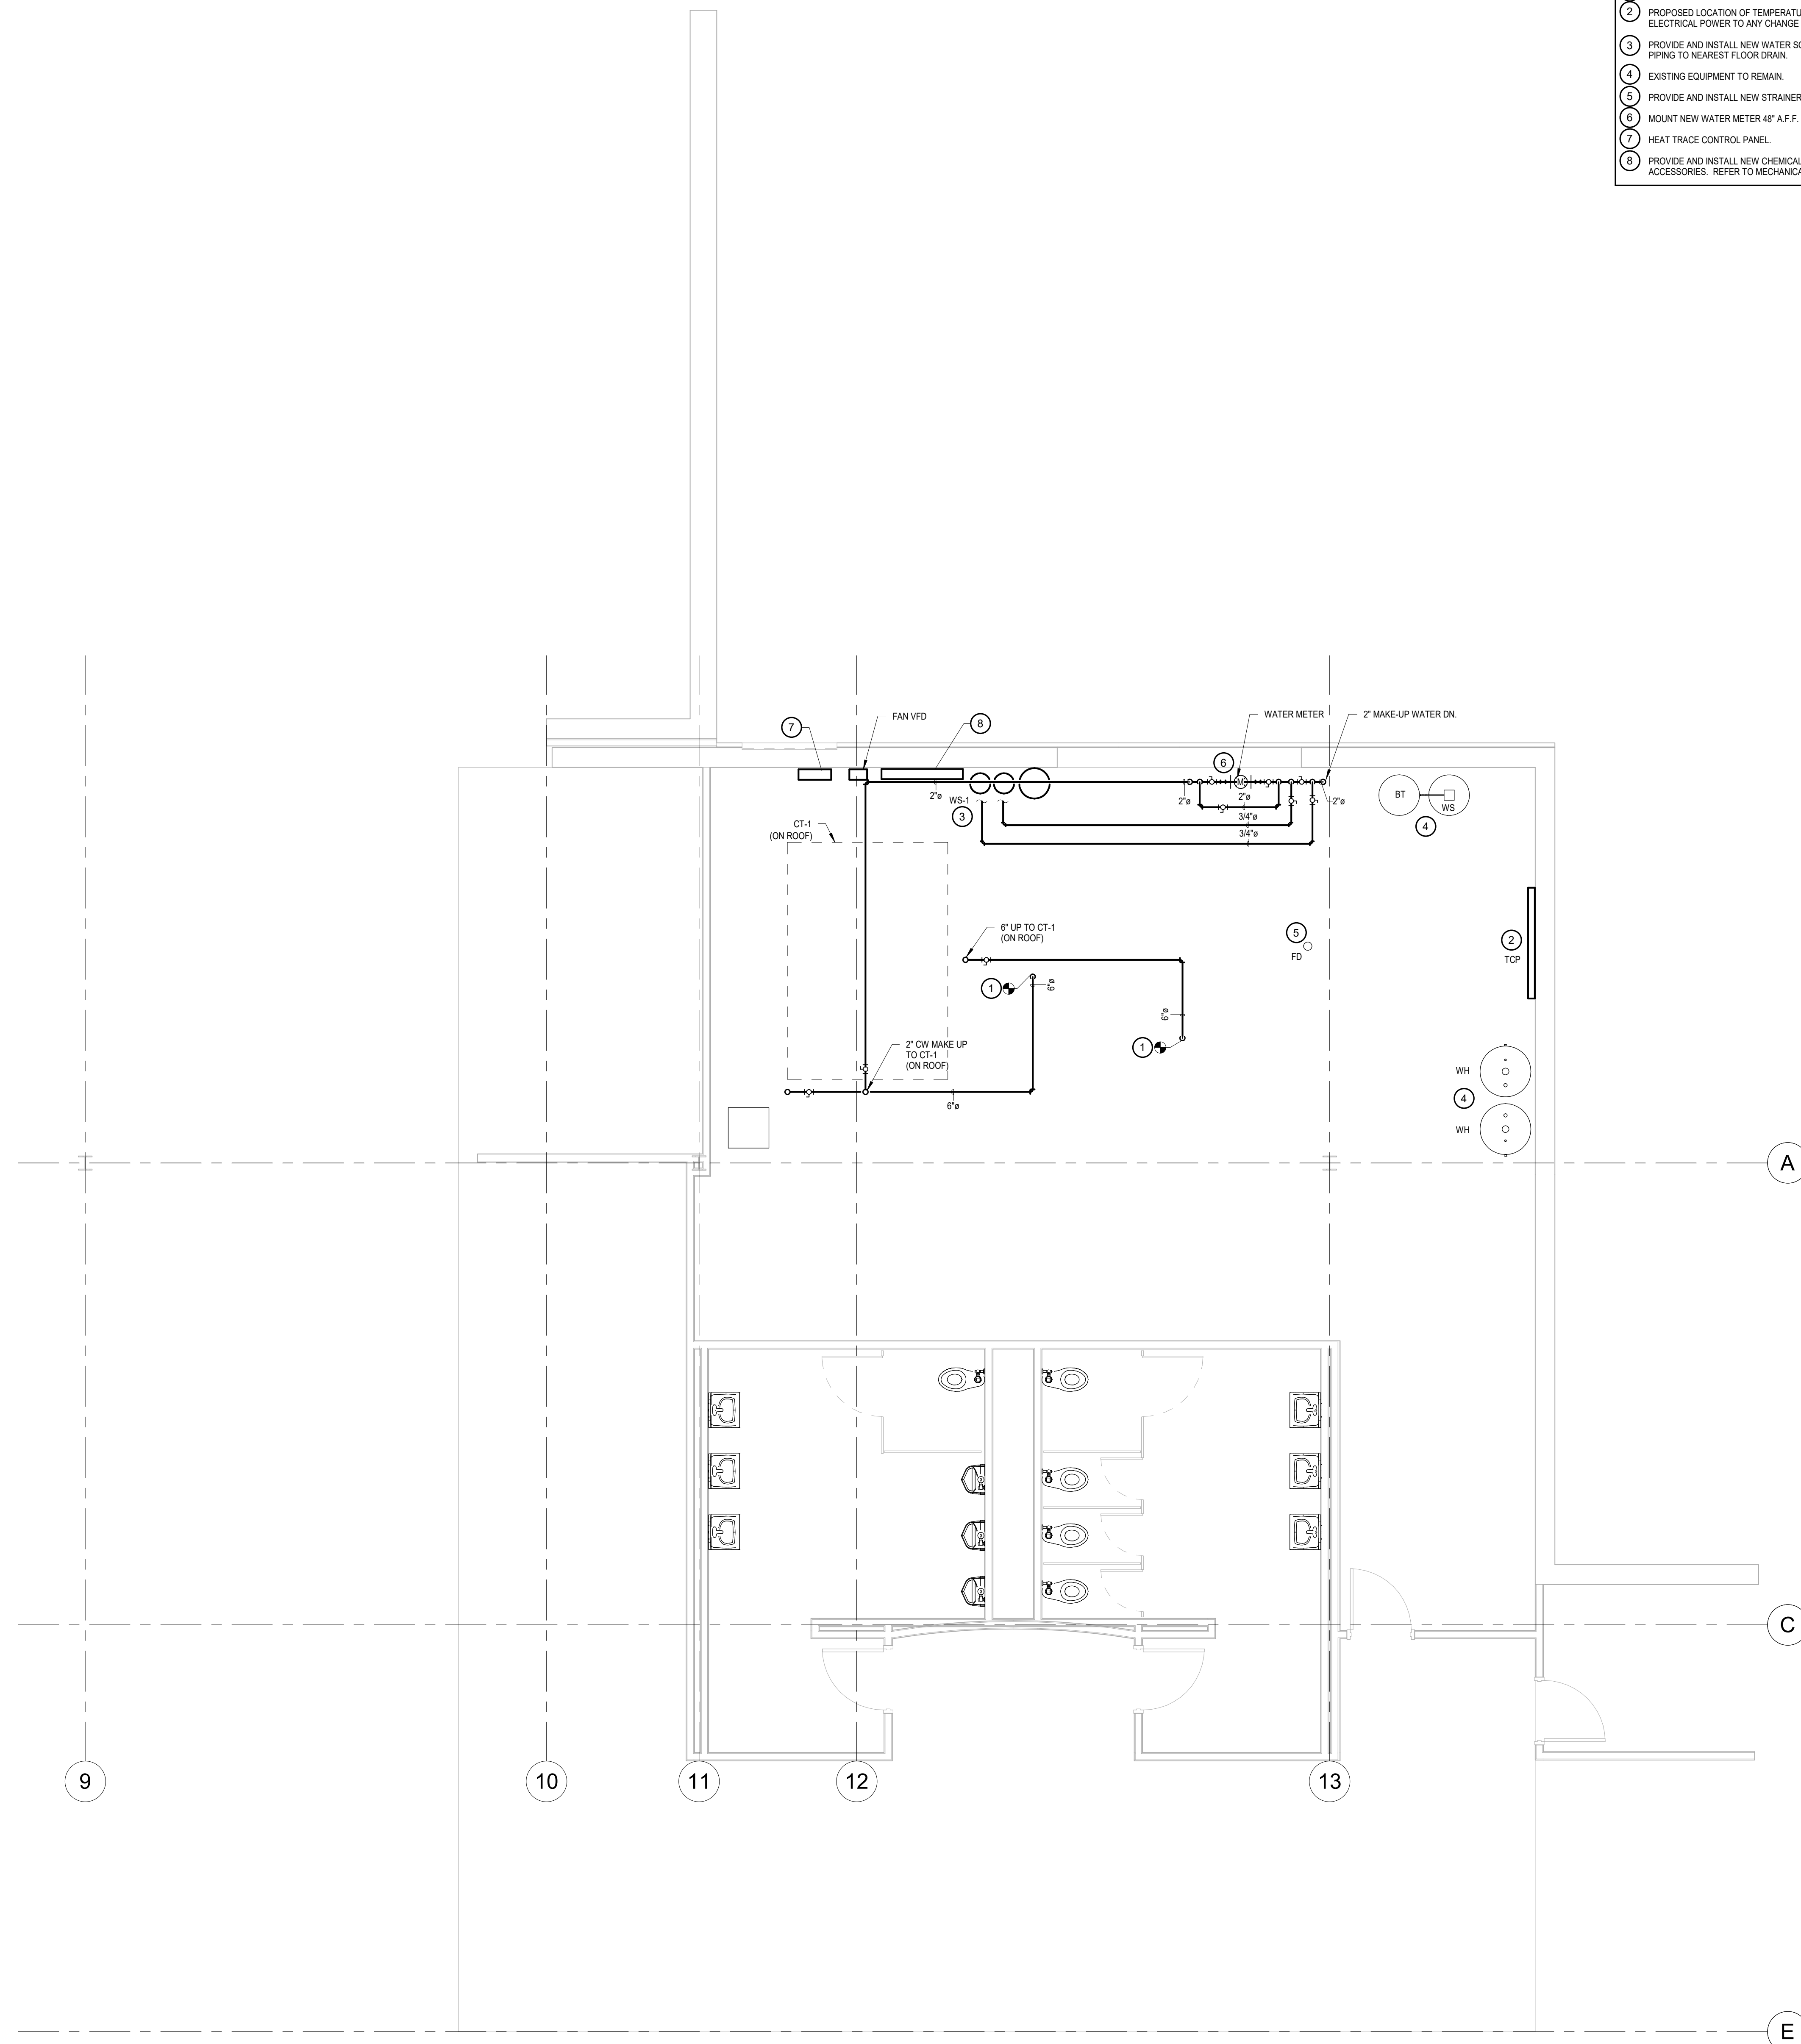 2 PROPOSED LOCATION OF
ELECTRICAL POWER TO ANY CHANGE
3 PROVIDE AND INSTALL NEW WATER
PIPING TO NEAREST FLOOR DRAIN.
4 EXISTING EQUIPMENT TO REMAIN.
5 PROVIDE AND INSTALL NEW STRAINER
6 MOUNT NEW WATER METER 48" A.F.F.
7 HEAT TRACE CONTROL PANEL.
8 PROVIDE AND INSTALL NEW CHEMICAL
ACCESSORIES. REFER TO
FAN VFD
WATER METER
2" MAKE-UP WATER DN.
7
8
6
M
2"ø
2"ø
2"ø
2"ø
WS-1
3
3/4"ø
3/4"ø
BT
WS
4
CT-1
(ON ROOF)
6" UP TO CT-1
(ON ROOF)
5
FD
2
TCP
1
6"ø
6"ø
1
2" CW MAKE UP
TO CT-1
(ON ROOF)
6"ø
WH
4
WH
A
C
9
10
11
12
13
E